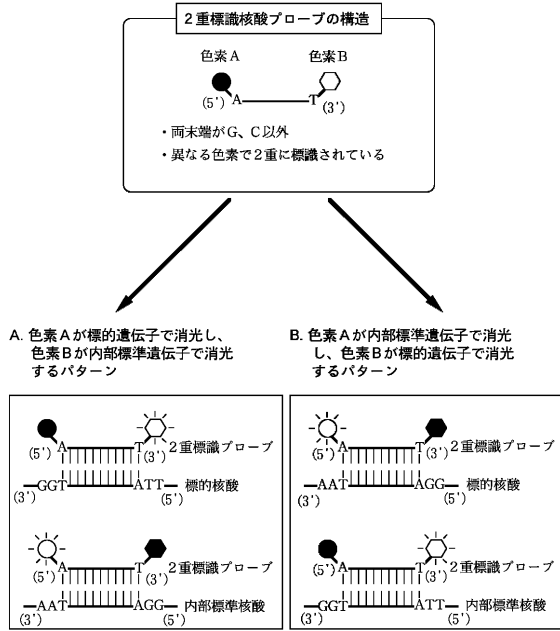 2重標識核酸プローブの構造
色素A 色素B
(5') A T (3')
・両末端がG、C以外
・異なる色素で2重に標識されている
A. 色素Aが標的遺伝子で消光し、
色素Bが内部標準遺伝子で消光
するパターン
(5') A T (3') 2重標識プローブ
(3') GGT ATT (5') 標的核酸
(5') A T (3') 2重標識プローブ
(3') AAT AGG (5') 内部標準核酸
B. 色素Aが内部標準遺伝子で消光
し、色素Bが標的遺伝子で消光
するパターン
(5') A T (3') 2重標識プローブ
(3') AAT AGG (5') 標的核酸
(5') A T (3') 2重標識プローブ
(3') GGT ATT (5') 内部標準核酸